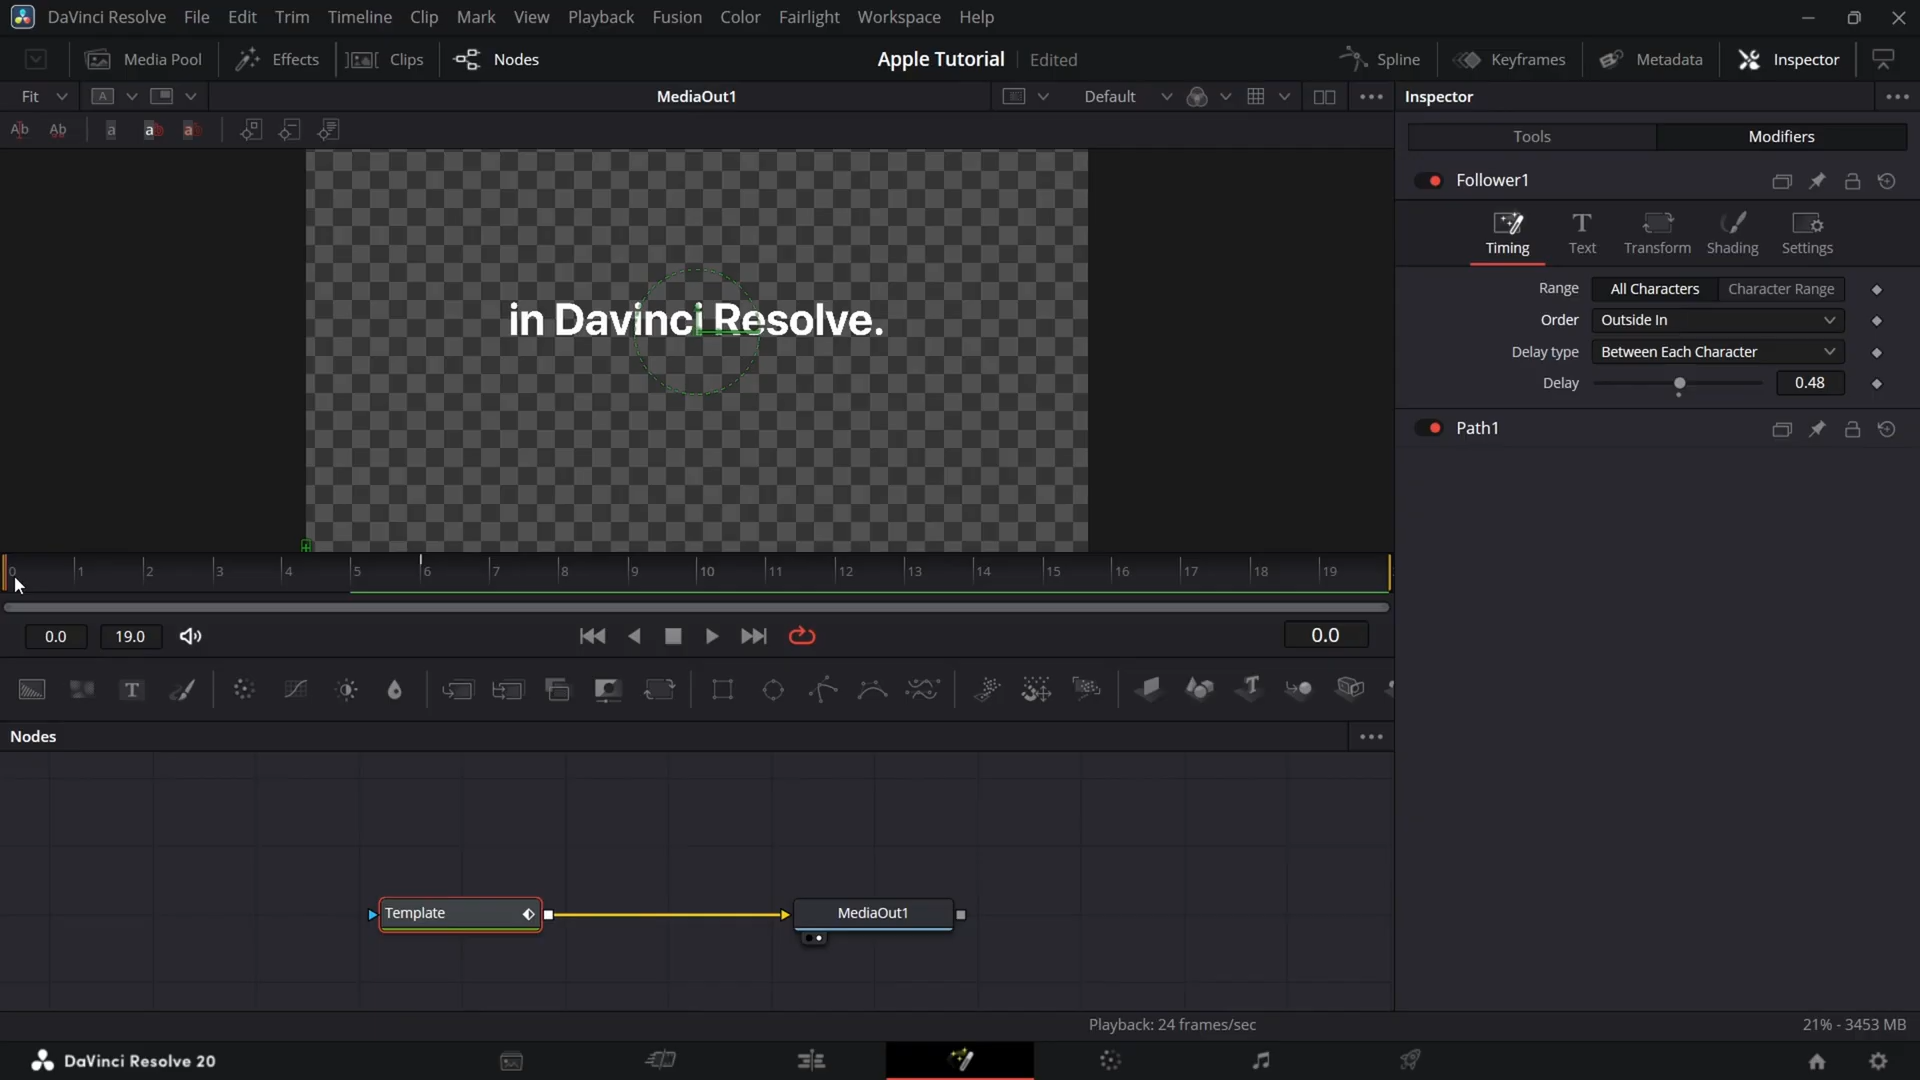 DaVinci Resolve File Edit Trim Timeline Clip Mark View Playback Fusion Color Fairlight Workspace Help
Media Pool Effects Clips Nodes Apple Tutorial Edited Spline Keyframes Metadata Inspector
Fit A MediaOut1 Default Inspector
Ab Ab a ab ab
Tools Modifiers
Follower1
Timing Text Transform Shading Settings
Range All Characters Character Range
Order Outside In
Delay type Between Each Character
Delay 0.48
Path1
in Davinci Resolve.
0 1 2 3 4 5 6 7 8 9 10 11 12 13 14 15 16 17 18 19
0.0 19.0 0.0
T T
Nodes
Template MediaOut1
Playback: 24 frames/sec 21% - 3453 MB
DaVinci Resolve 20